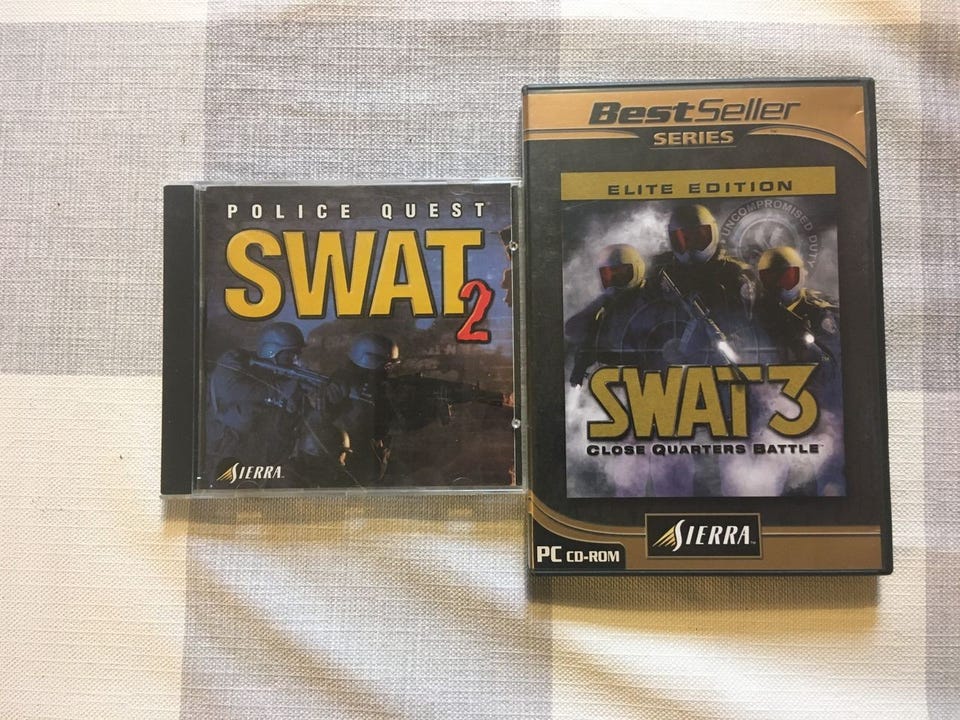 POLICE QUEST
SWAT 2
SIERRA
BestSeller
SERIES
ELITE EDITION
UNCOMPROMISED DUTY
SWAT 3
CLOSE QUARTERS BATTLE™
SIERRA
PC CD-ROM